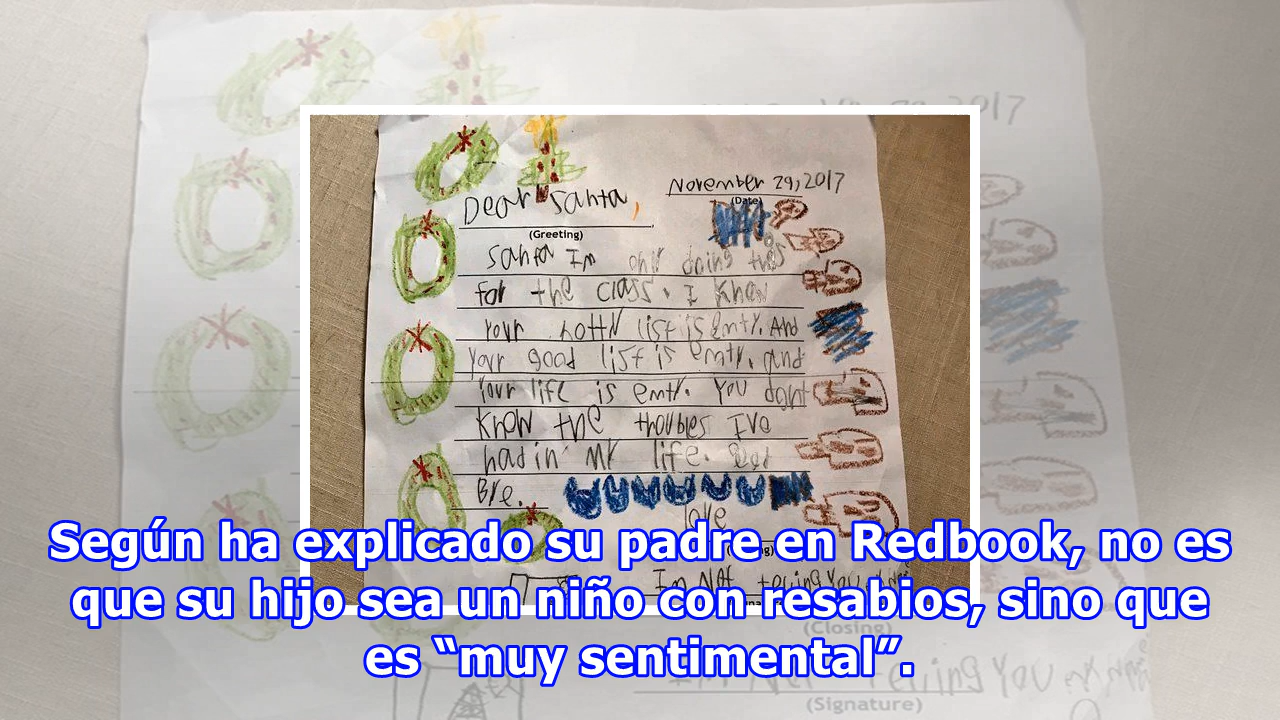 November 29, 2017
(Date)
Dear Santa,
(Greeting)
Santa Im only doing this
for the class. I know
Your notty list is Emty. And
Your good list is emty. and
Your life is emty. You dont
Know the troubles Ive
had in my life. Bad
Bye.
love
Im Not telling you
Según ha explicado su padre en Redbook, no es
que su hijo sea un niño con resabios, sino que
es “muy sentimental”.
(Closing)
(Signature)